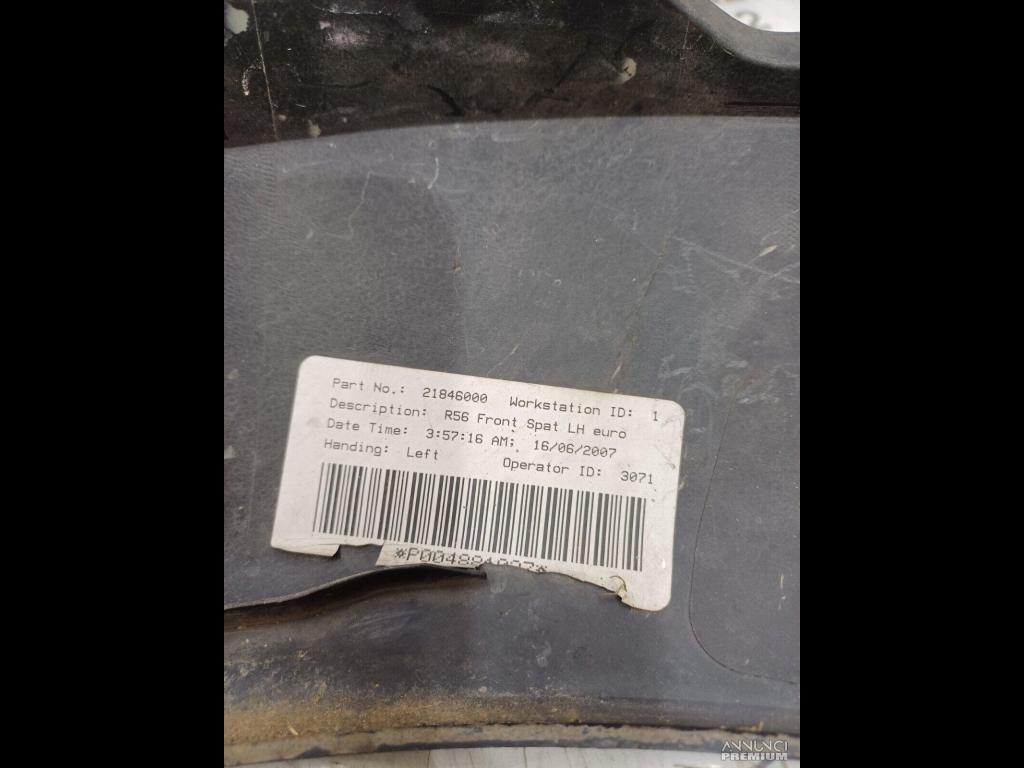 Part No.: 21846000 Workstation ID: 1
Description: R56 Front Spat LH euro
Date Time: 3:57:16 AM; 16/06/2007
Handing: Left Operator ID: 3071
ANNUNCI
PREMIUM